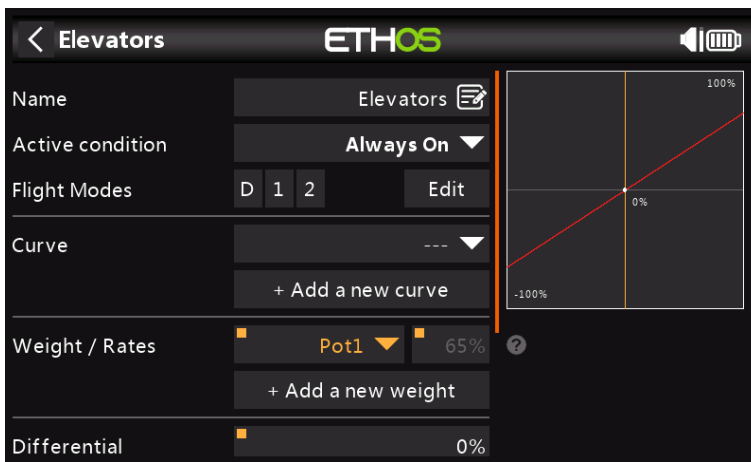 Elevators
ETHOS
Name
Elevators
Active condition
Always On
Flight Modes
D 1 2
Edit
Curve
---
+ Add a new curve
Weight / Rates
Pot1
65%
+ Add a new weight
Differential
0%
100%
0%
-100%
?